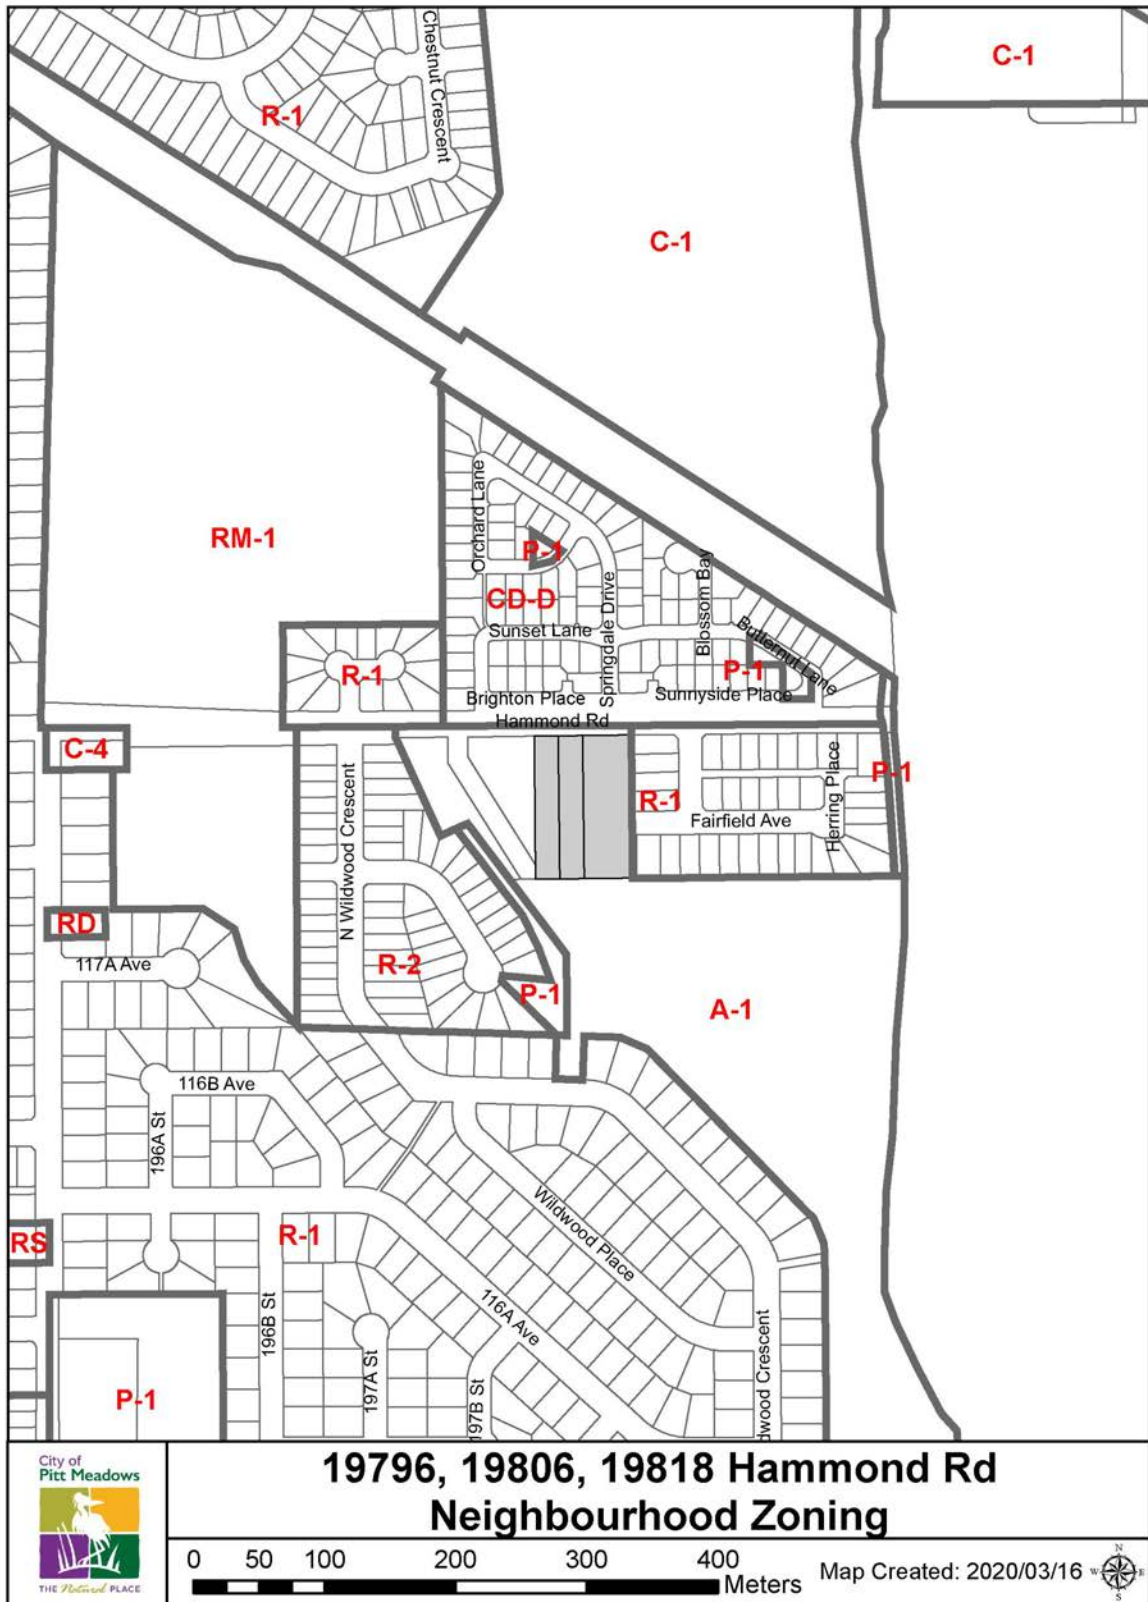 Chestnut Crescent
C-1
R-1
C-1
Orchard Lane
RM-1
P-1
CD-D
Springdale Drive
Blossom Bay
Sunset Lane
Butternut Lane
R-1
P-1
Brighton Place
Sunnyside Place
Hammond Rd
C-4
N Wildwood Crescent
R-1
Herring Place
P-1
Fairfield Ave
RD
117A Ave
R-2
P-1
A-1
116B Ave
196A St
Wildwood Place
RS
R-1
196B St
116A Ave
197A St
197B St
dwood Crescent
P-1
City of
Pitt Meadows
THE Natural PLACE
19796, 19806, 19818 Hammond Rd
Neighbourhood Zoning
0 50 100 200 300 400
Meters
Map Created: 2020/03/16
N
W E
S